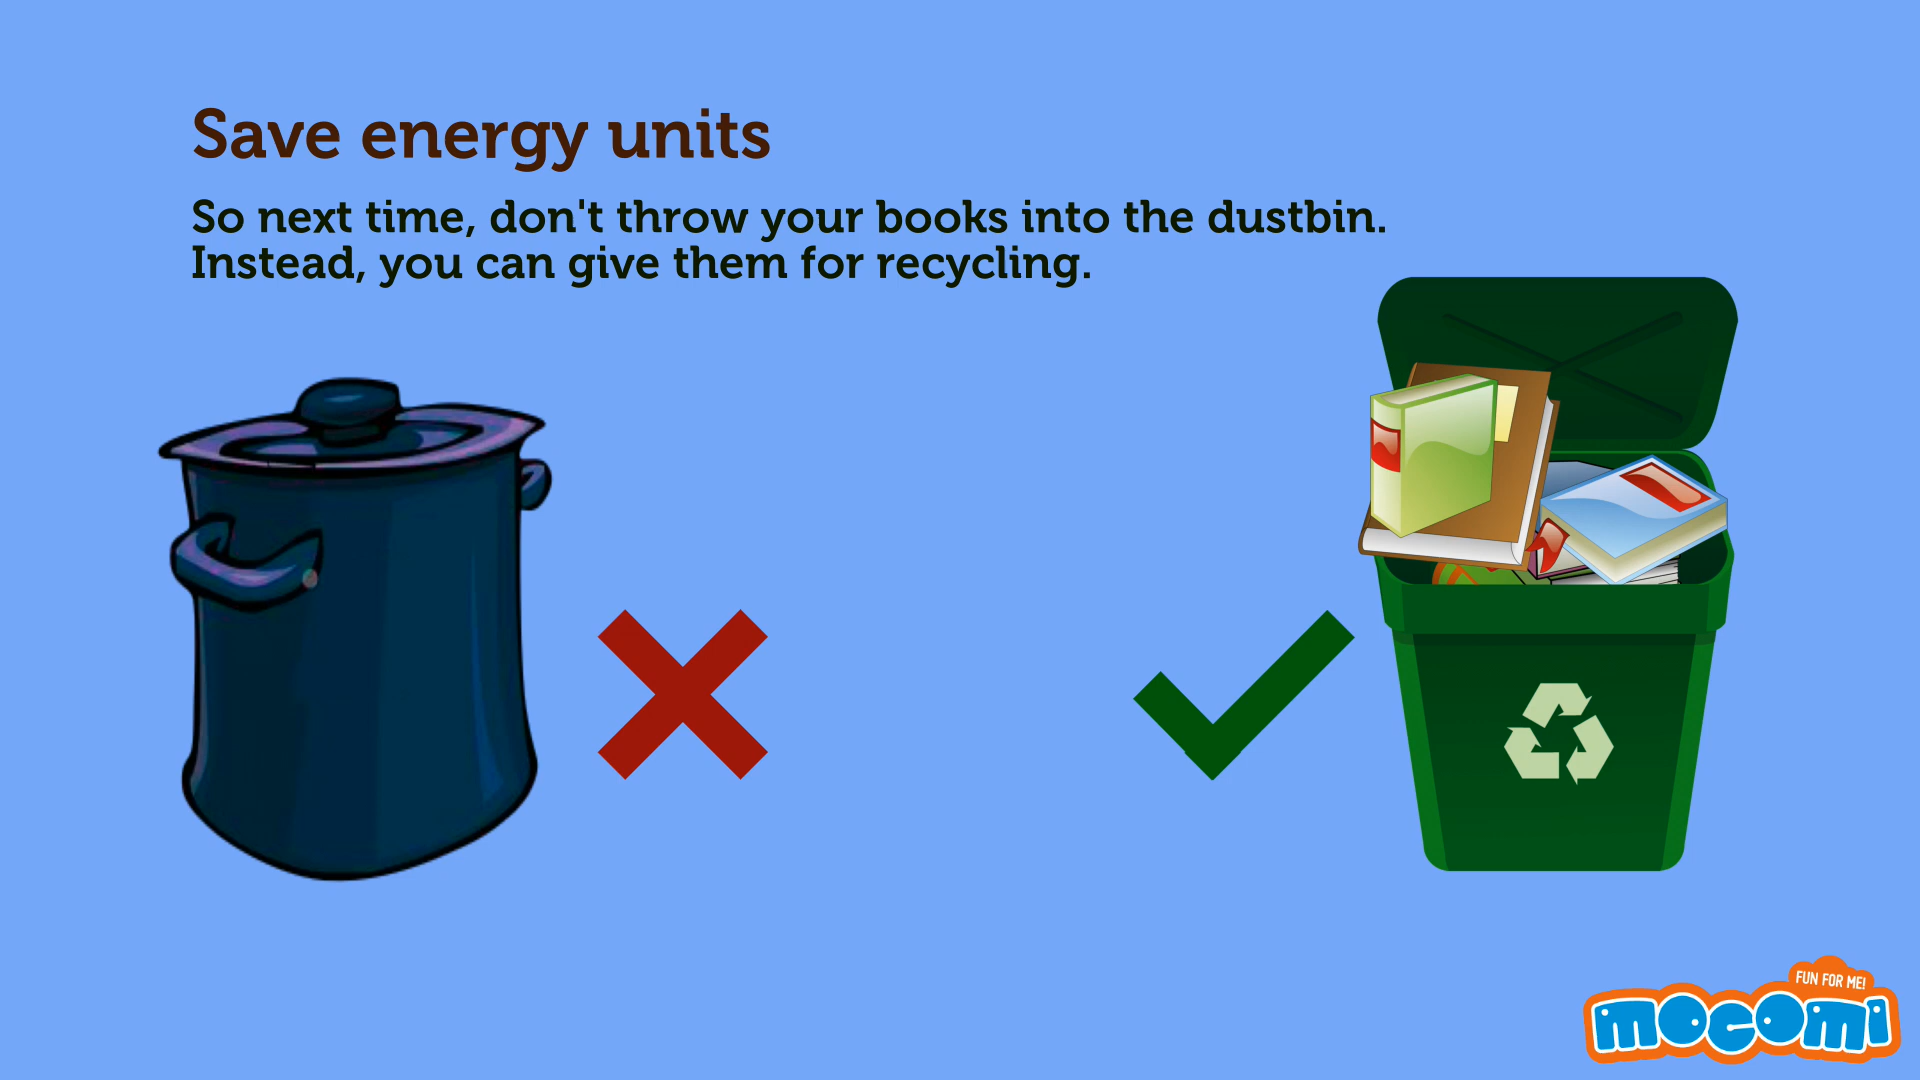 Save energy units
So next time, don't throw your books into the dustbin.
Instead, you can give them for recycling.
FUN FOR ME!
mocomi